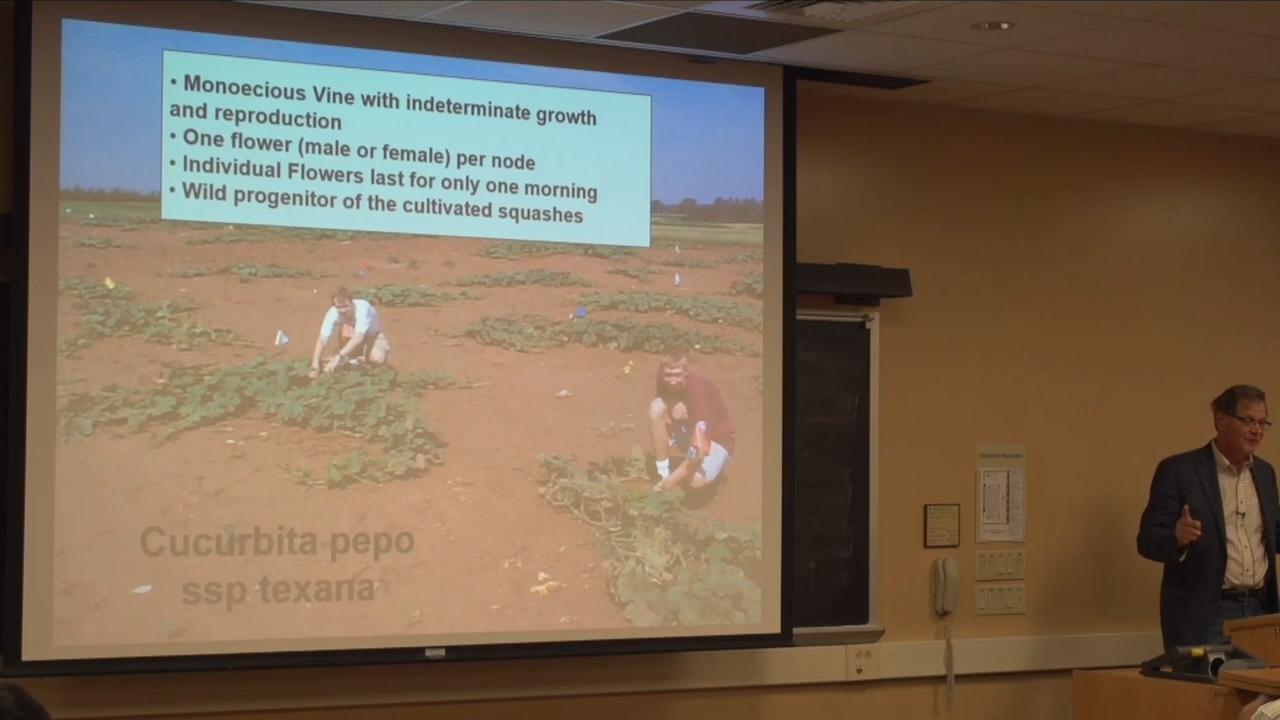 • Monoecious Vine with indeterminate growth
and reproduction
• One flower (male or female) per node
• Individual Flowers last for only one morning
• Wild progenitor of the cultivated squashes
Cucurbita pepo
ssp texana